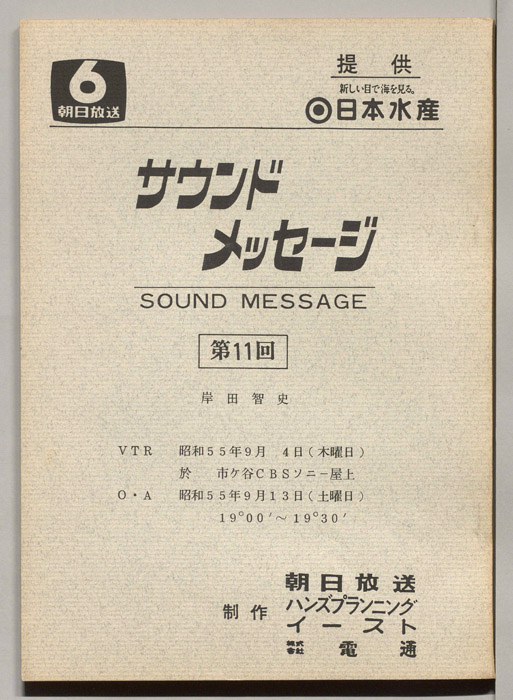 6
朝日放送
提供
新しい目で海を見る。
日本水産
サウンド
メッセージ
SOUND MESSAGE
第11回
岸田智史
VTR 昭和55年9月 4日(木曜日)
於 市ケ谷CBSソニー屋上
O・A 昭和55年9月13日(土曜日)
19°00′～19°30′
制作
朝日放送
ハンズプランニング
イースト
株式会社 電通